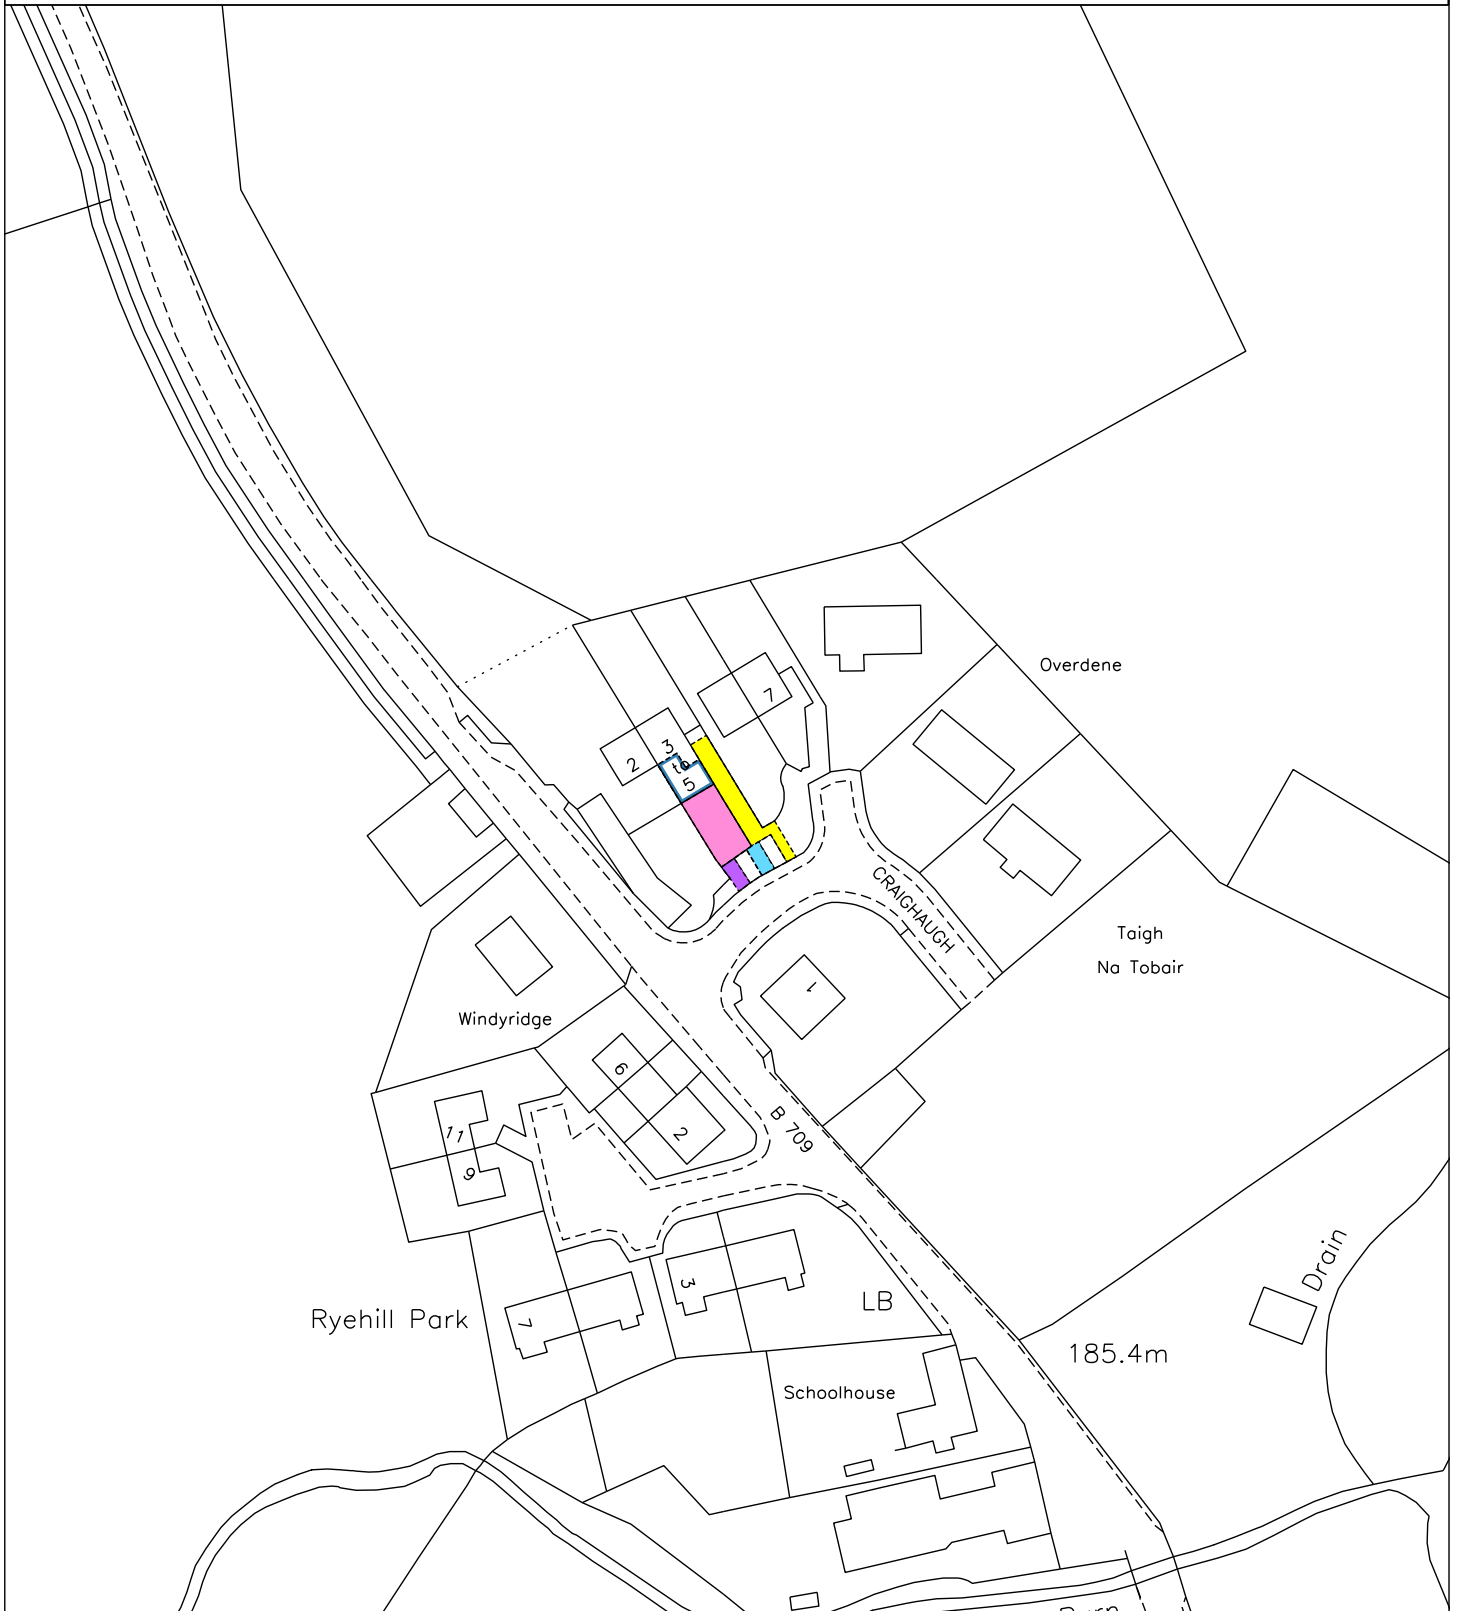 Overdene
7
3
2
to
5
CRAIGHAUGH
Taigh
Na Tobair
1
Windyridge
6
B 709
2
11
9
Drain
3
LB
Ryehill Park
7
185.4m
Schoolhouse